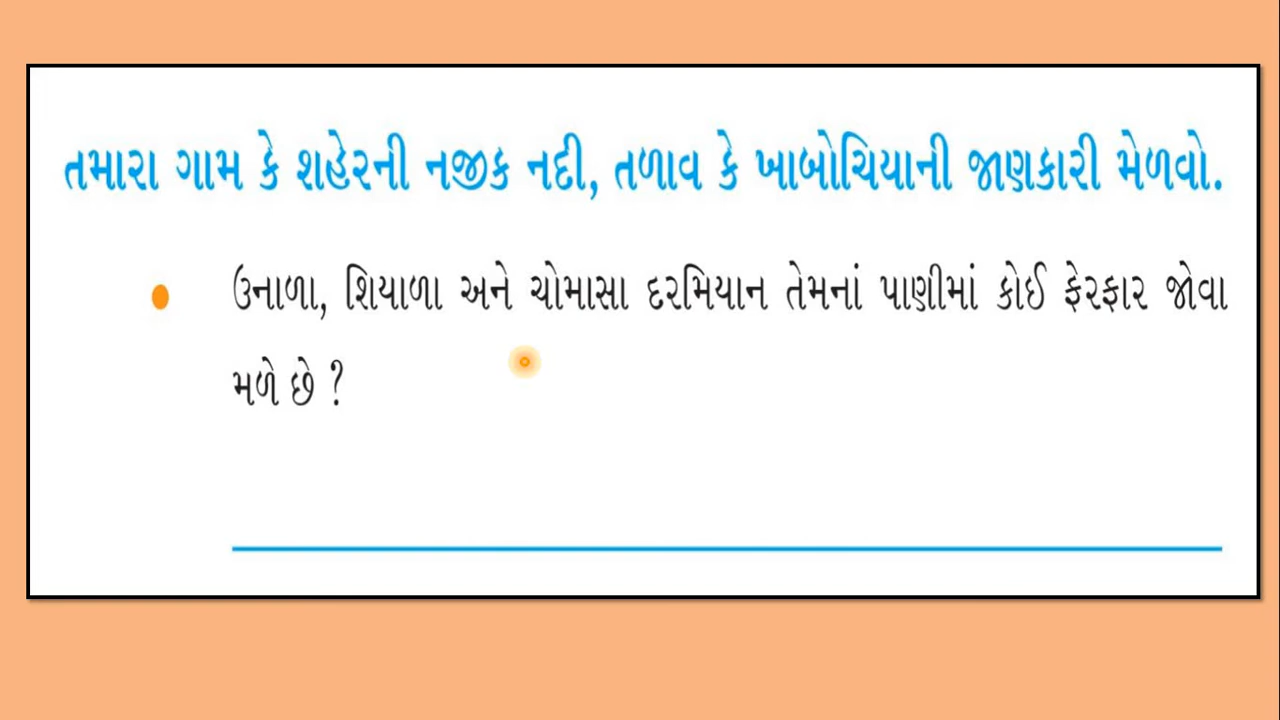 તમારા ગામ કે શહેરની નજીક નદી, તળાવ કે ખાબોચિયાની જાણકારી મેળવો.
ઉનાળા, શિયાળા અને ચોમાસા દરમિયાન તેમનાં પાણીમાં કોઈ ફેરફાર જોવા
મળે છે ?